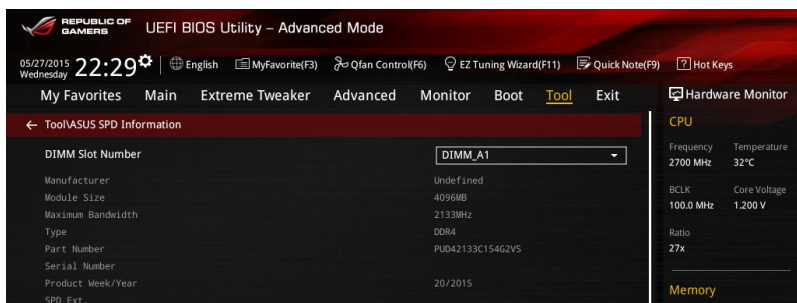 REPUBLIC OF GAMERS UEFI BIOS Utility – Advanced Mode
05/27/2015 Wednesday 22:29 English MyFavorite(F3) Qfan Control(F6) EZ Tuning Wizard(F11) Quick Note(F9) ? Hot Keys
My Favorites Main Extreme Tweaker Advanced Monitor Boot Tool Exit Hardware Monitor
← Tool\ASUS SPD Information
CPU
DIMM Slot Number DIMM_A1
Frequency Temperature
2700 MHz 32°C
Manufacturer Undefined
Module Size 4096MB
BCLK Core Voltage
100.0 MHz 1.200 V
Maximum Bandwidth 2133MHz
Type DDR4
Ratio
27x
Part Number PUD42133C154G2VS
Serial Number
Product Week/Year 20/2015
Memory
SPD Ext.